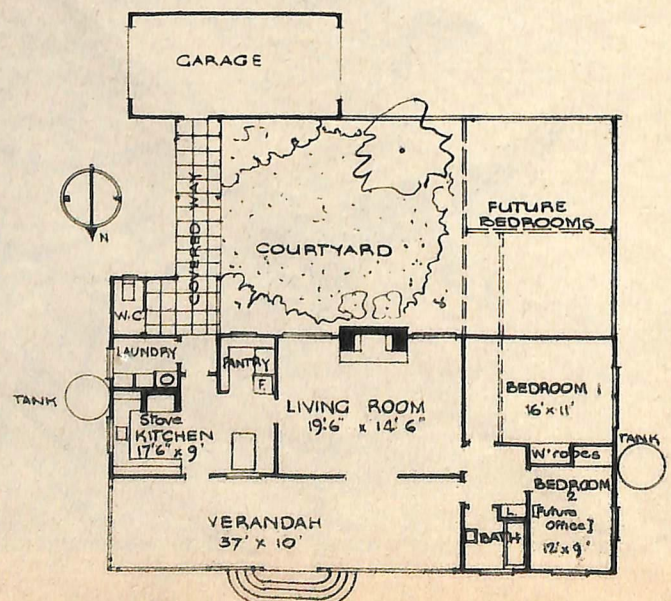 GARAGE
N
COVERED WAY
COURTYARD
FUTURE
BEDROOMS
W.C
LAUNDRY
PANTRY
F.
TANK
Stove
KITCHEN
17'6" x 9'
LIVING ROOM
19'6" x 14'6"
BEDROOM 1
16' x 11'
W'robes
TANK
BEDROOM
2
[Future
Office]
12' x 9'
L.
BATH
VERANDAH
37' x 10'